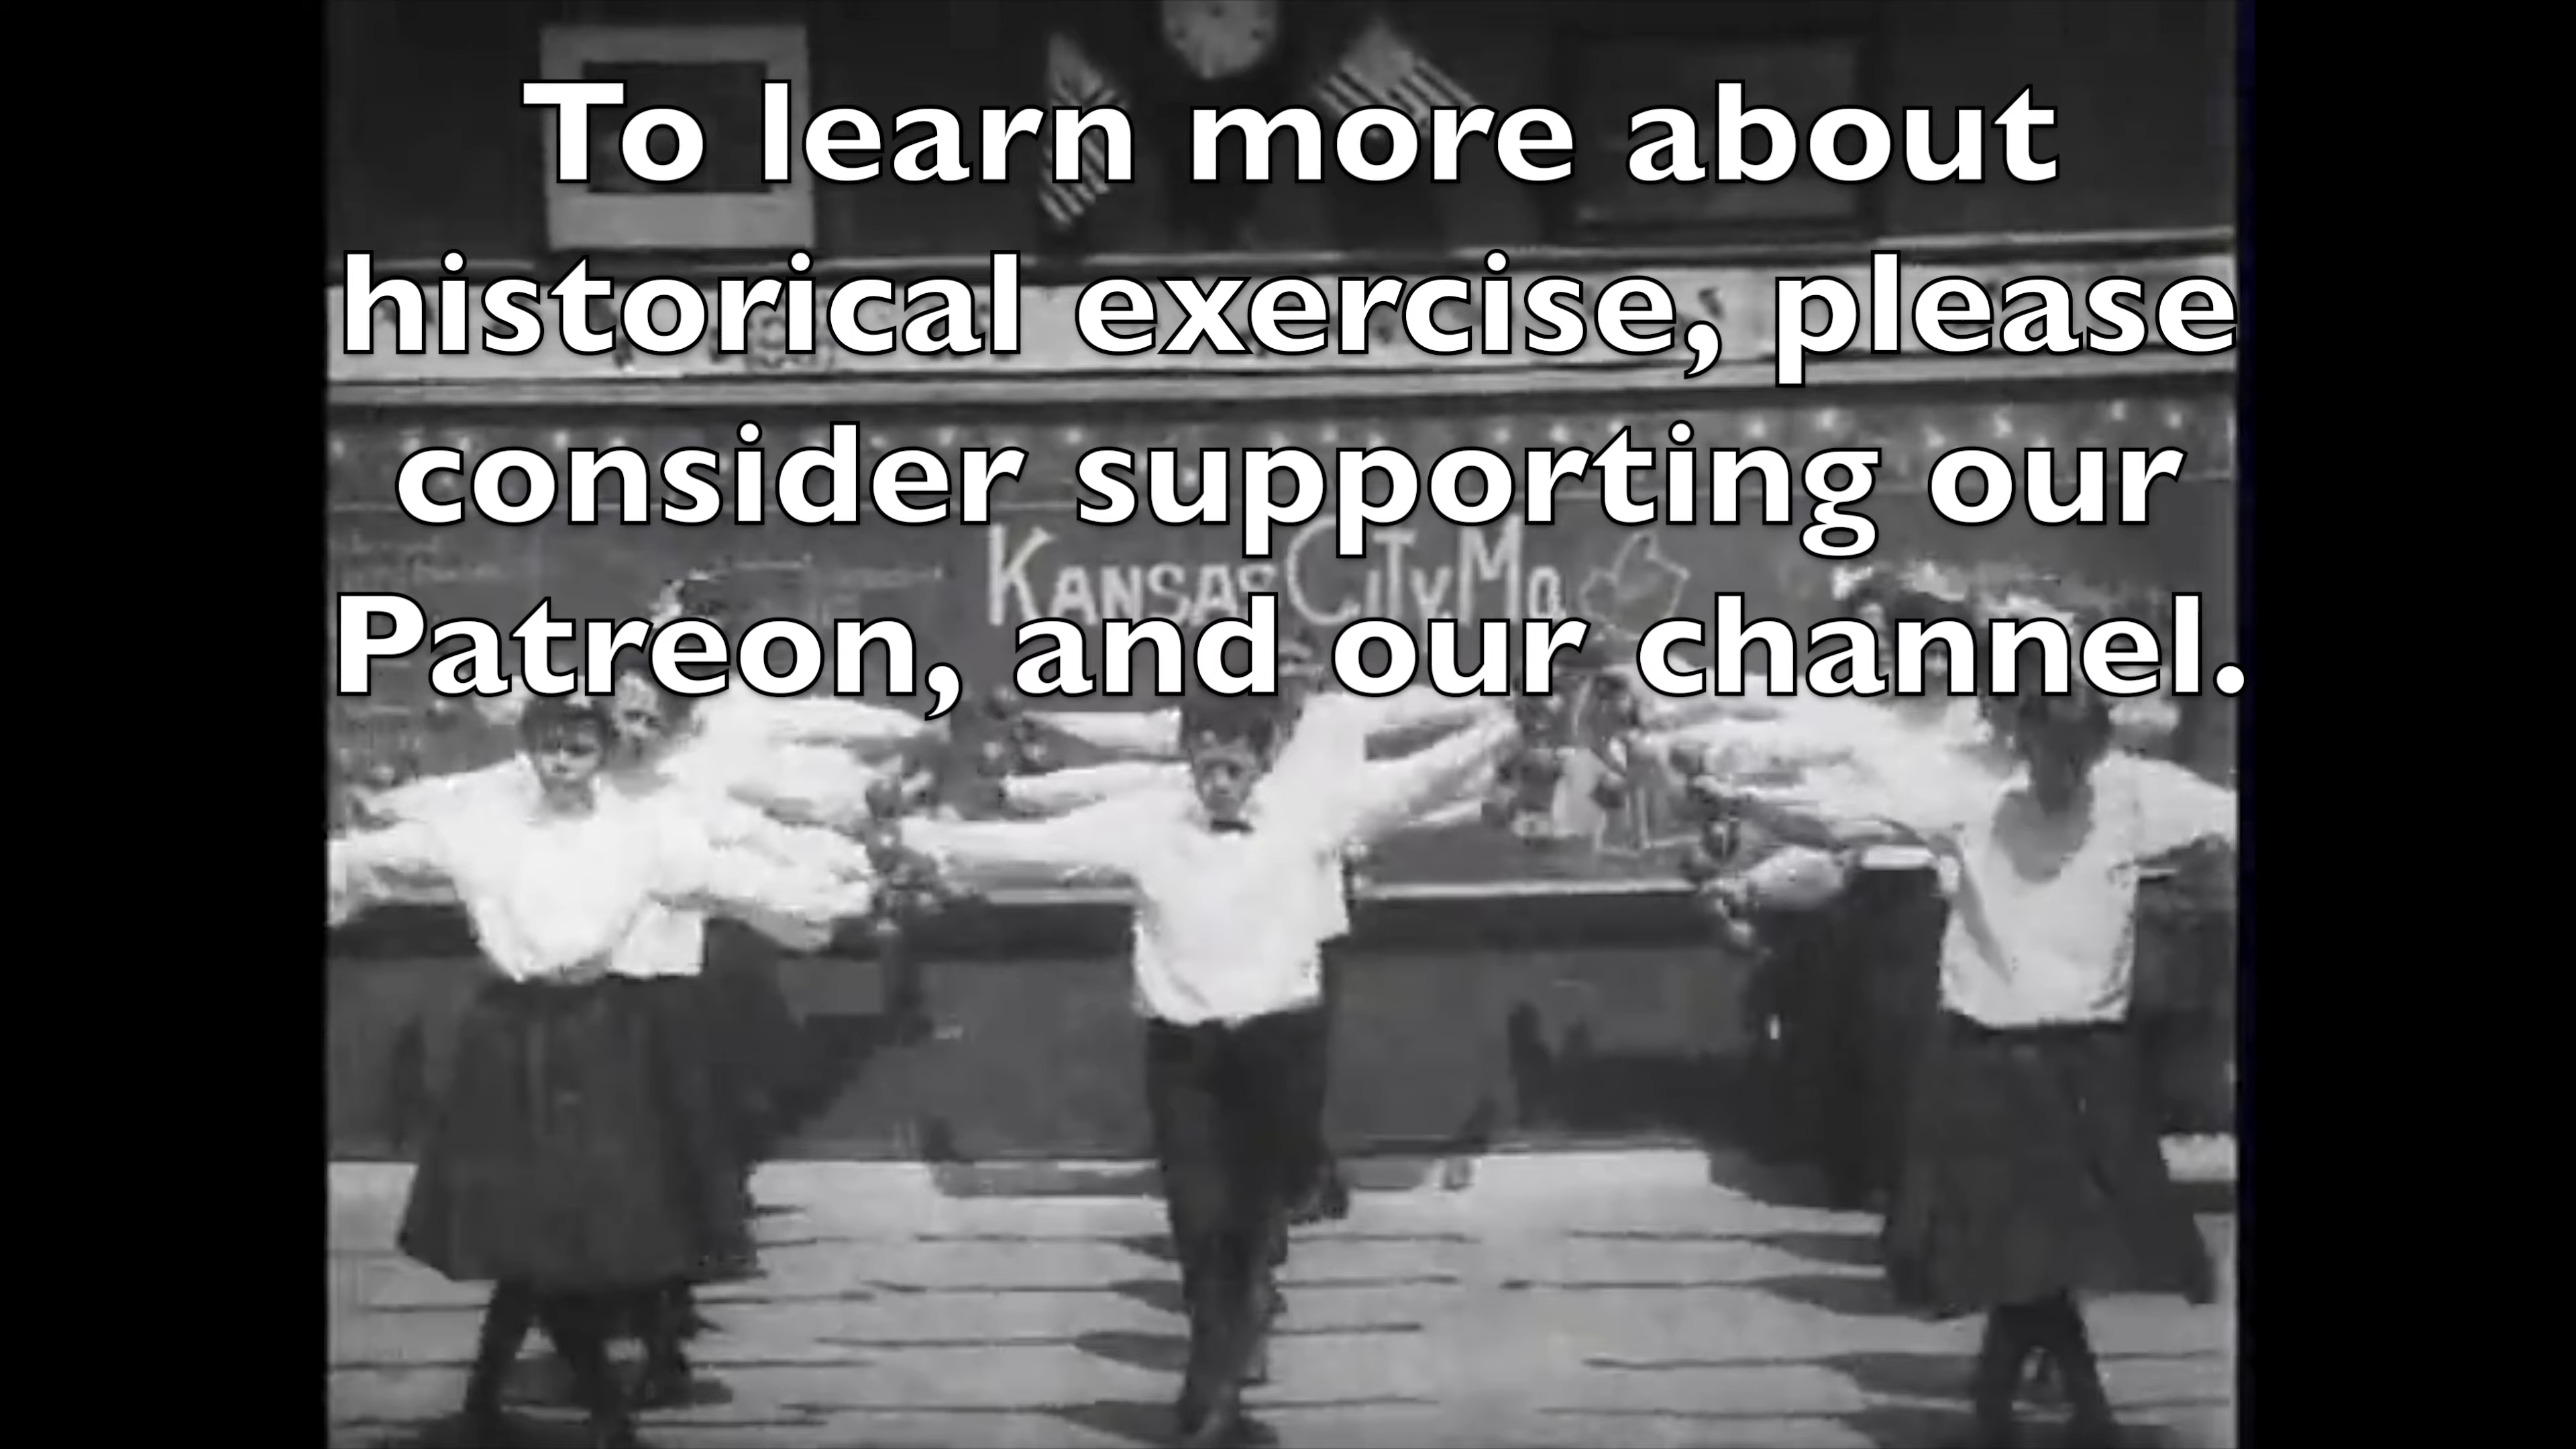 To learn more about
historical exercise, please
consider supporting our
Kansas City, Mo
Patreon, and our channel.